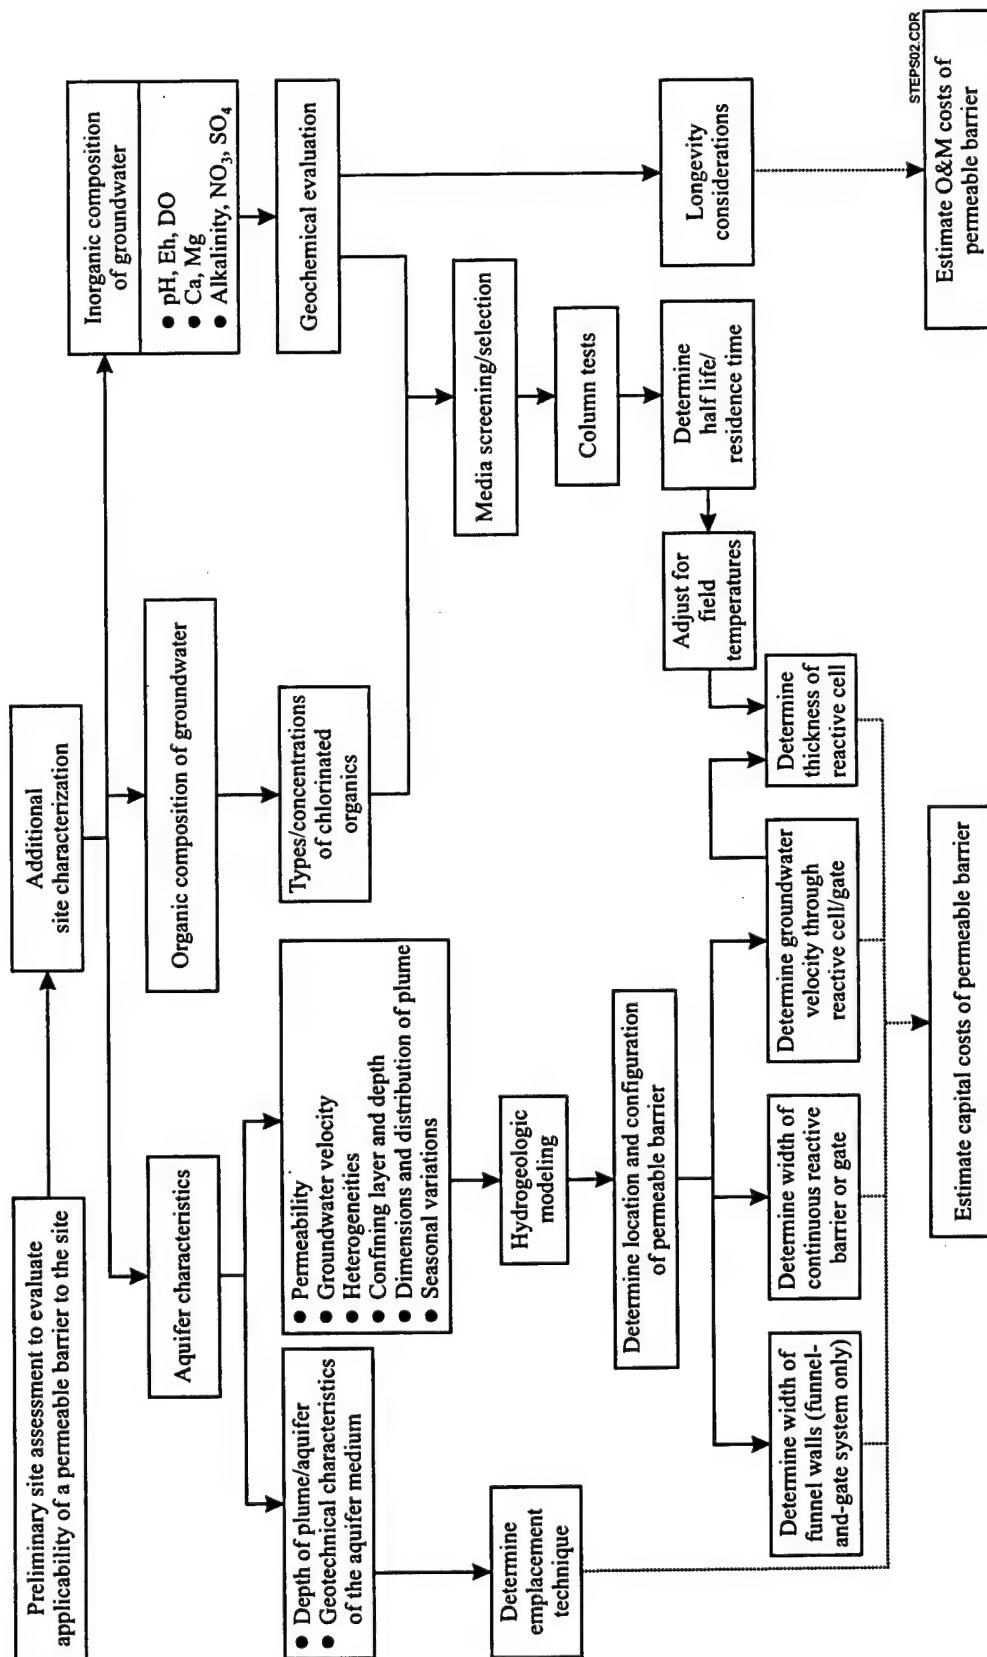 Preliminary site assessment to evaluate
applicability of a permeable barrier to the site
Additional
site characterization
Aquifer characteristics
Organic composition of groundwater
Inorganic composition
of groundwater
● pH, Eh, DO
● Ca, Mg
● Alkalinity, NO₃, SO₄
● Depth of plume/aquifer
● Geotechnical characteristics
of the aquifer medium
● Permeability
● Groundwater velocity
● Heterogeneities
● Confining layer and depth
● Dimensions and distribution of plume
● Seasonal variations
Types/concentrations
of chlorinated
organics
Geochemical evaluation
Media screening/selection
Determine
emplacement
technique
Hydrogeologic
modeling
Column tests
Determine location and configuration
of permeable barrier
Determine
half life/
residence time
Longevity
considerations
Adjust for
field
temperatures
Determine width of
funnel walls (funnel-
and-gate system only)
Determine width of
continuous reactive
barrier or gate
Determine groundwater
velocity through
reactive cell/gate
Determine
thickness of
reactive cell
Estimate capital costs of permeable barrier
STEPS02.CDR
Estimate O&M costs of
permeable barrier